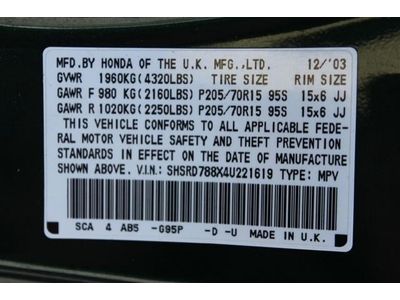 MFD.BY HONDA OF THE U.K. MFG.,LTD. 12/'03
GVWR 1960KG(4320LBS) TIRE SIZE RIM SIZE
GAWR F 980 KG(2160LBS) P205/70R15 95S 15x6 JJ
GAWR R 1020KG(2250LBS) P205/70R15 95S 15x6 JJ
THIS VEHICLE CONFORMS TO ALL APPLICABLE FEDE-
RAL MOTOR VEHICLE SAFETY AND THEFT PREVENTION
STANDARDS IN EFFECT ON THE DATE OF MANUFACTURE
SHOWN ABOVE. V.I.N.: SHSRD788X4U221619 TYPE: MPV
SCA 4 AB5 -G95P -D -U MADE IN U.K.